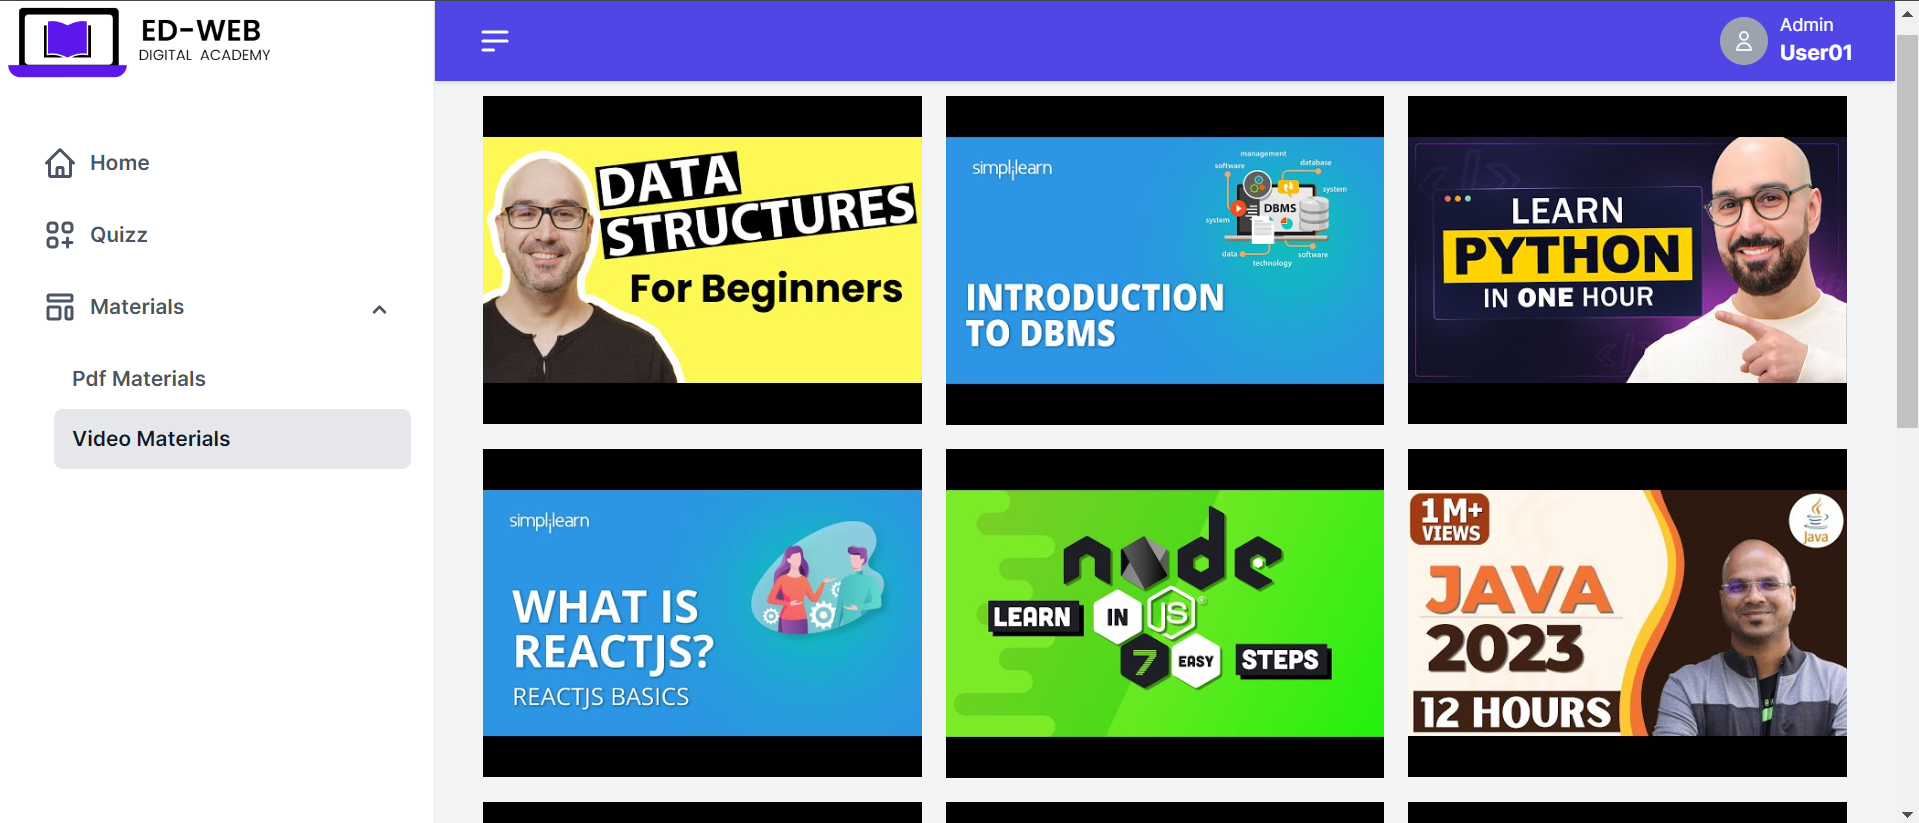 ED-WEB
DIGITAL ACADEMY
Admin
User01
Home
Quizz
Materials
Pdf Materials
Video Materials
DATA
STRUCTURES
For Beginners
simplilearn
management
software
database
system
DBMS
system
data
technology
software
INTRODUCTION
TO DBMS
LEARN
PYTHON
IN ONE HOUR
simplilearn
WHAT IS
REACTJS?
REACTJS BASICS
node
JS
LEARN IN
7 EASY STEPS
1M+
VIEWS
Java
JAVA
2023
12 HOURS